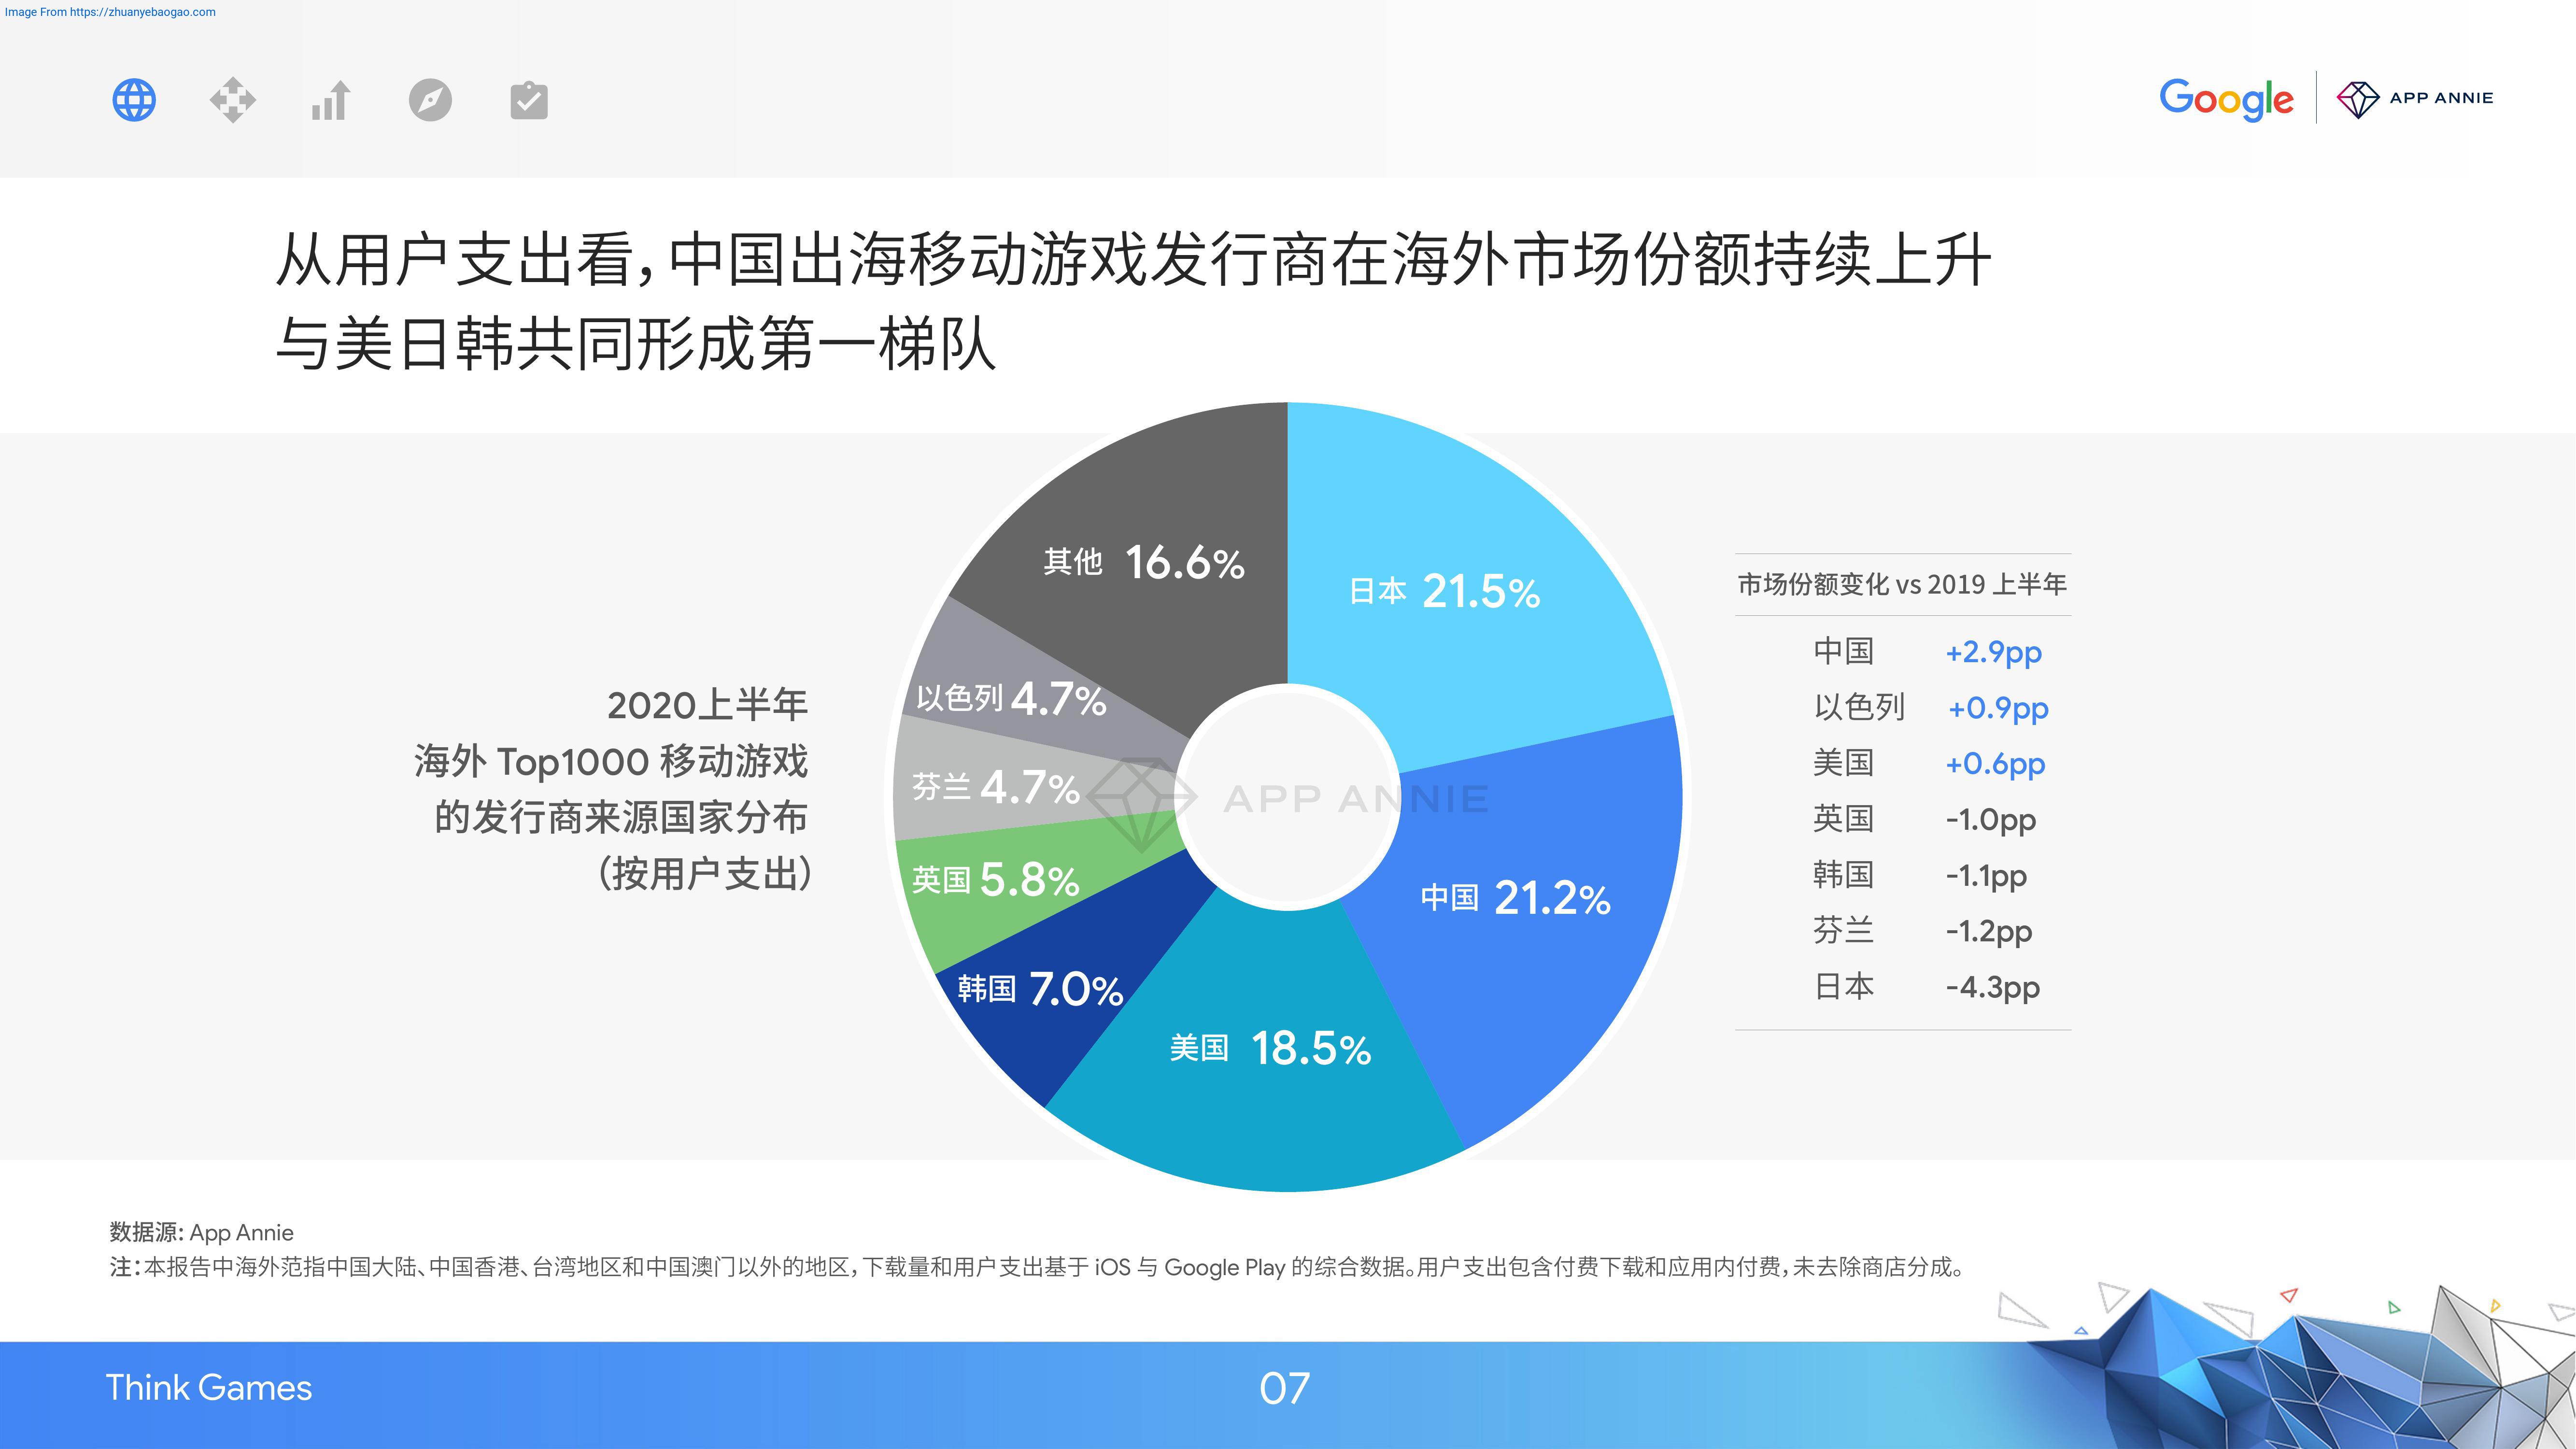 Image From https://zhuanyebaogao.com
Google
APP ANNIE
从用户支出看，中国出海移动游戏发行商在海外市场份额持续上升
与美日韩共同形成第一梯队
2020上半年
海外 Top1000 移动游戏
的发行商来源国家分布
（按用户支出）
其他 16.6%
日本 21.5%
以色列 4.7%
芬兰 4.7%
英国 5.8%
韩国 7.0%
美国 18.5%
中国 21.2%
APP ANNIE
市场份额变化 vs 2019 上半年
中国 +2.9pp
以色列 +0.9pp
美国 +0.6pp
英国 -1.0pp
韩国 -1.1pp
芬兰 -1.2pp
日本 -4.3pp
数据源: App Annie
注：本报告中海外范指中国大陆、中国香港、台湾地区和中国澳门以外的地区，下载量和用户支出基于 iOS 与 Google Play 的综合数据。用户支出包含付费下载和应用内付费，未去除商店分成。
Think Games
07